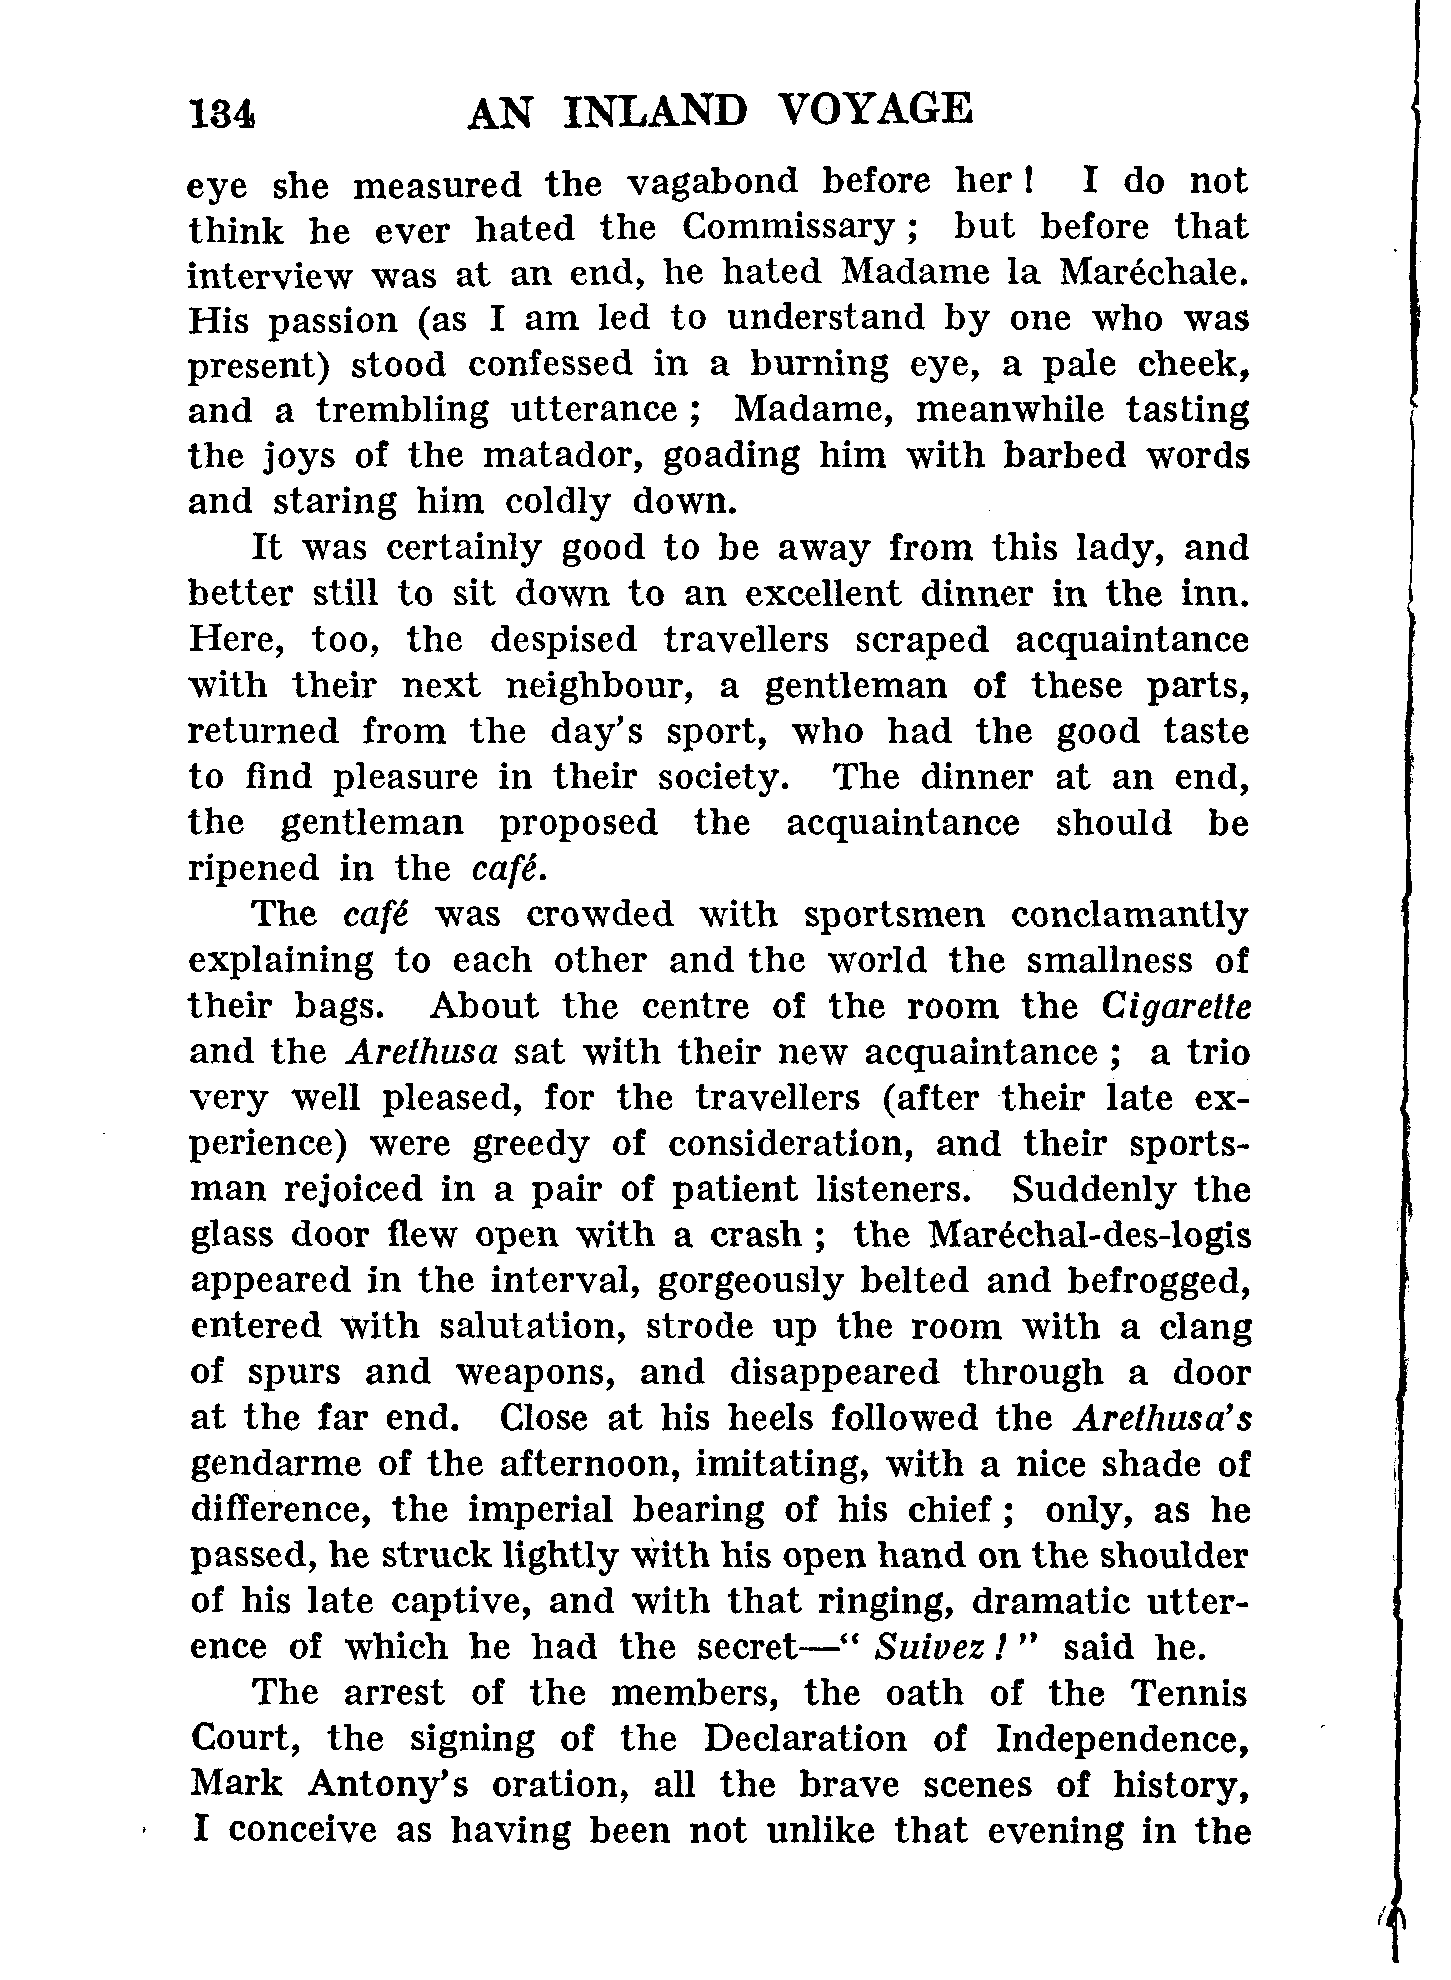 134 AN INLAND VOYAGE
eye she measured the vagabond before her ! I do not
think he ever hated the Commissary ; but before that
interview was at an end, he hated Madame la Maréchale.
His passion (as I am led to understand by one who was
present) stood confessed in a burning eye, a pale cheek,
and a trembling utterance ; Madame, meanwhile tasting
the joys of the matador, goading him with barbed words
and staring him coldly down.
It was certainly good to be away from this lady, and
better still to sit down to an excellent dinner in the inn.
Here, too, the despised travellers scraped acquaintance
with their next neighbour, a gentleman of these parts,
returned from the day's sport, who had the good taste
to find pleasure in their society. The dinner at an end,
the gentleman proposed the acquaintance should be
ripened in the café.
The café was crowded with sportsmen conclamantly
explaining to each other and the world the smallness of
their bags. About the centre of the room the Cigarette
and the Arethusa sat with their new acquaintance ; a trio
very well pleased, for the travellers (after their late ex-
perience) were greedy of consideration, and their sports-
man rejoiced in a pair of patient listeners. Suddenly the
glass door flew open with a crash ; the Maréchal-des-logis
appeared in the interval, gorgeously belted and befrogged,
entered with salutation, strode up the room with a clang
of spurs and weapons, and disappeared through a door
at the far end. Close at his heels followed the Arethusa's
gendarme of the afternoon, imitating, with a nice shade of
difference, the imperial bearing of his chief ; only, as he
passed, he struck lightly with his open hand on the shoulder
of his late captive, and with that ringing, dramatic utter-
ence of which he had the secret—“ Suivez ! ” said he.
The arrest of the members, the oath of the Tennis
Court, the signing of the Declaration of Independence,
Mark Antony's oration, all the brave scenes of history,
I conceive as having been not unlike that evening in the